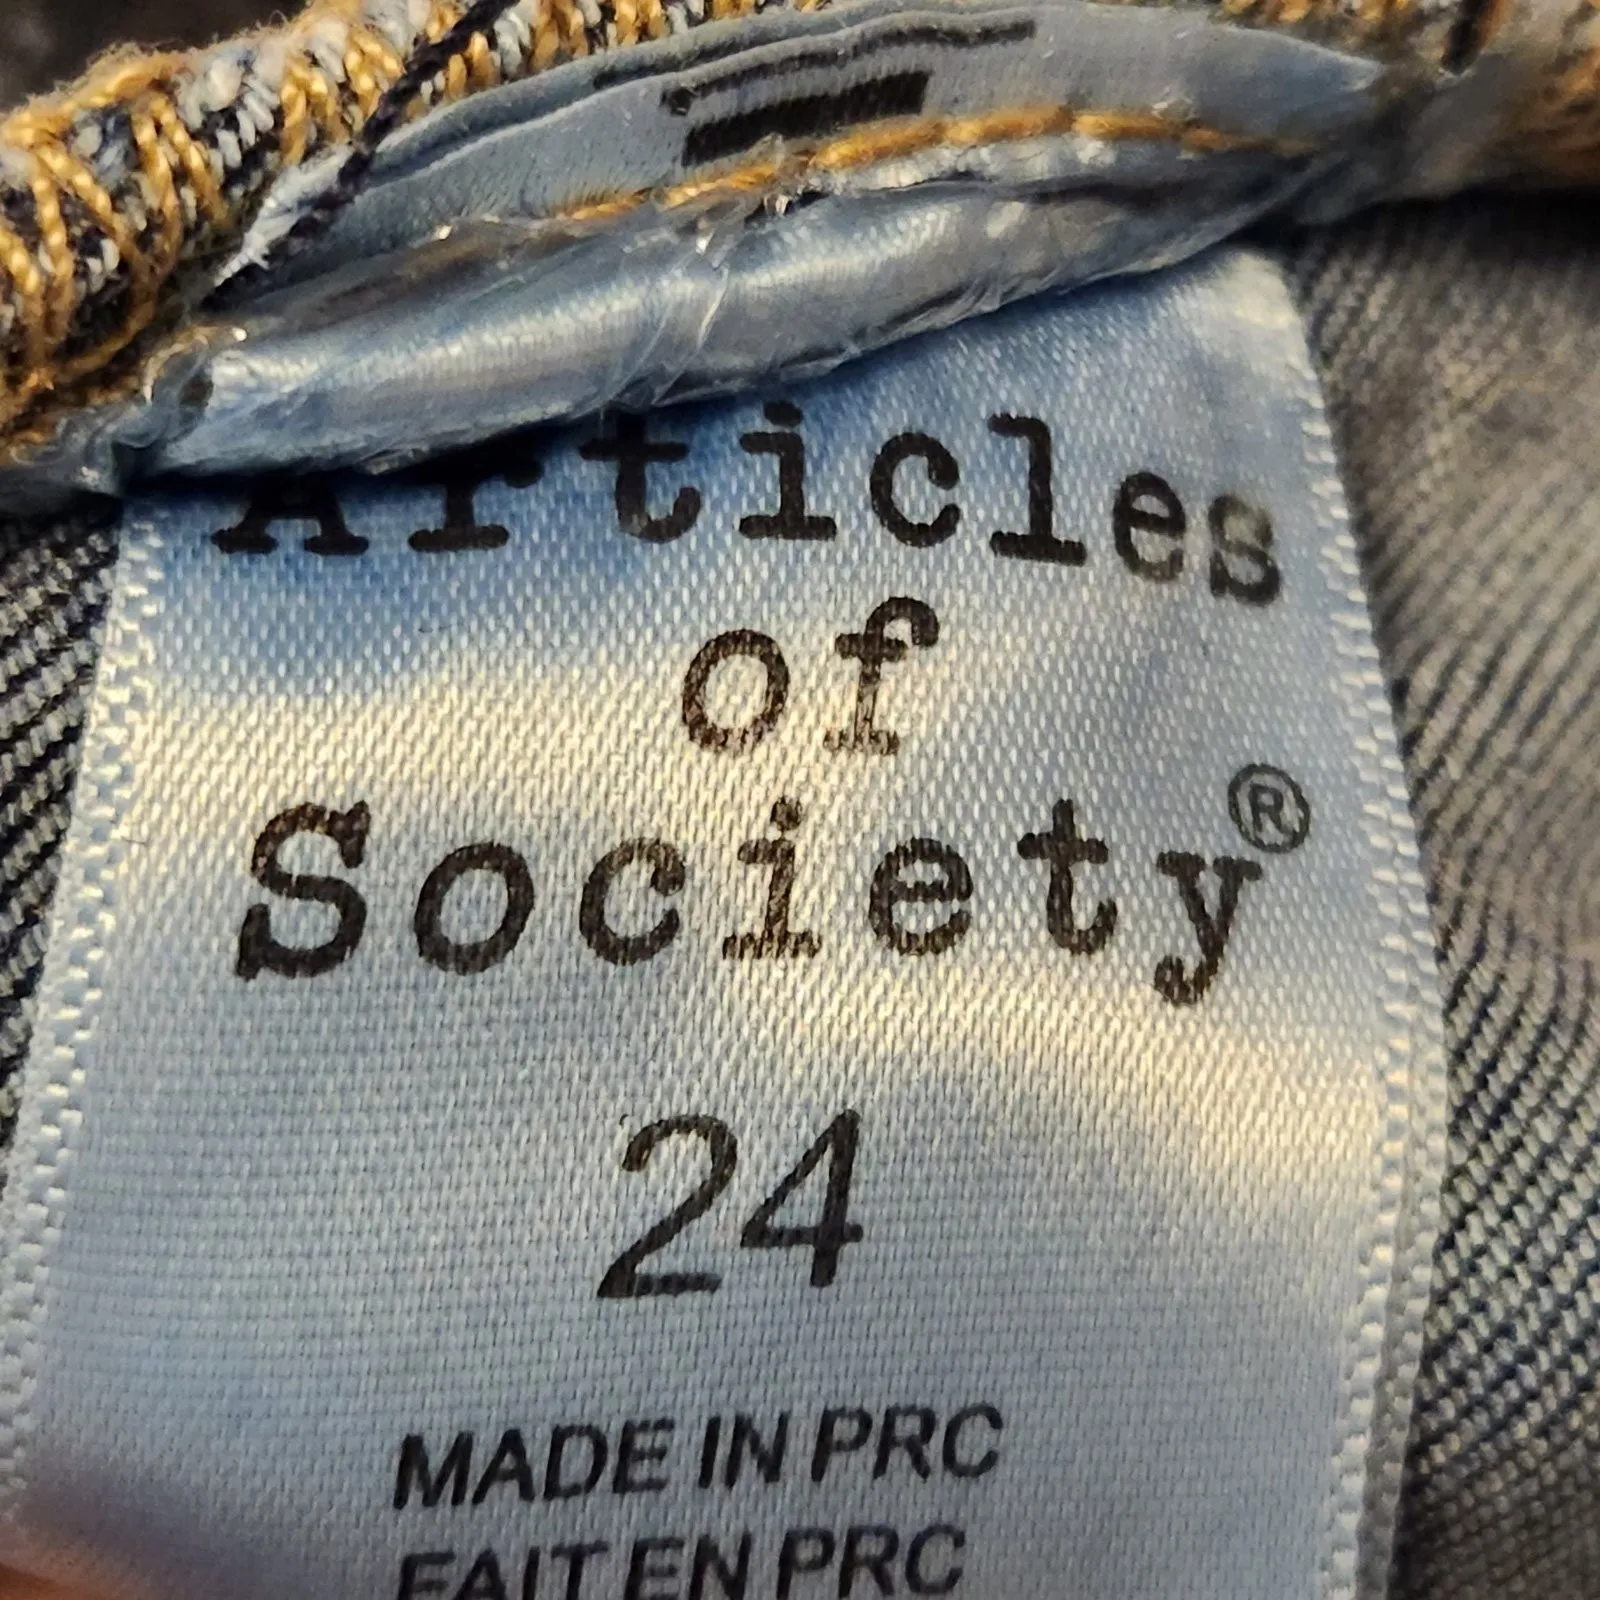 Articles
of
Society®
24
MADE IN PRC
FAIT EN PRC